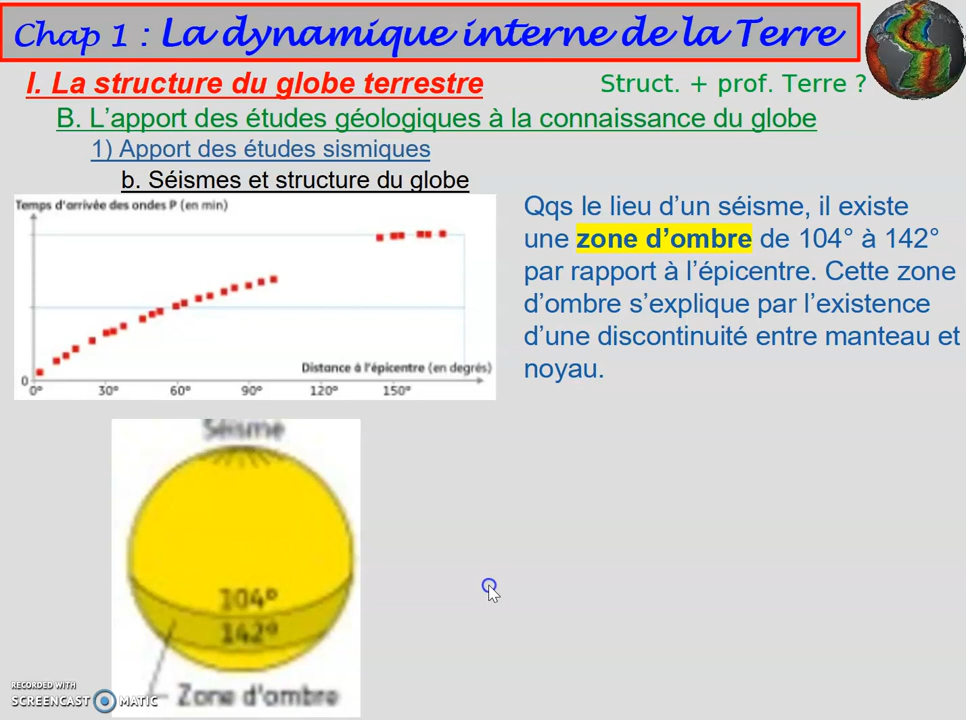 Chap 1 : La dynamique interne de la Terre
I. La structure du globe terrestre
Struct. + prof. Terre ?
B. L'apport des études géologiques à la connaissance du globe
1) Apport des études sismiques
b. Séismes et structure du globe
Temps d'arrivée des ondes P (en min)
Distance à l'épicentre (en degrés)
0
0° 30° 60° 90° 120° 150°
Qqs le lieu d'un séisme, il existe
une zone d'ombre de 104° à 142°
par rapport à l'épicentre. Cette zone
d'ombre s'explique par l'existence
d'une discontinuité entre manteau et
noyau.
Séisme
104°
142°
Zone d'ombre
RECORDED WITH
SCREENCAST MATIC